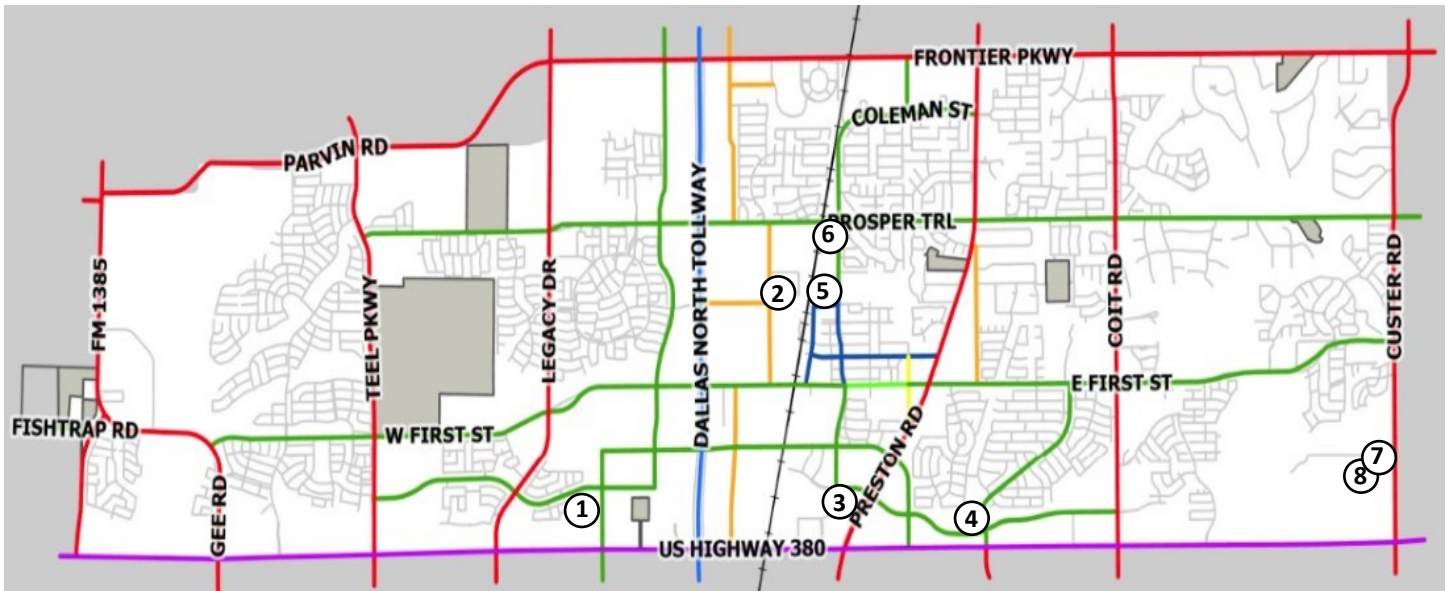 FRONTIER PKWY
COLEMAN ST
PARVIN RD
DALLAS NORTH TOLLWAY
PROSPER TRL
6
FM 1385
TEEL PKWY
LEGACY DR
2
5
COIT RD
CUSTER RD
E FIRST ST
FISHTRAP RD
W FIRST ST
PRESTON RD
7
8
GEE RD
1
3
4
US HIGHWAY 380